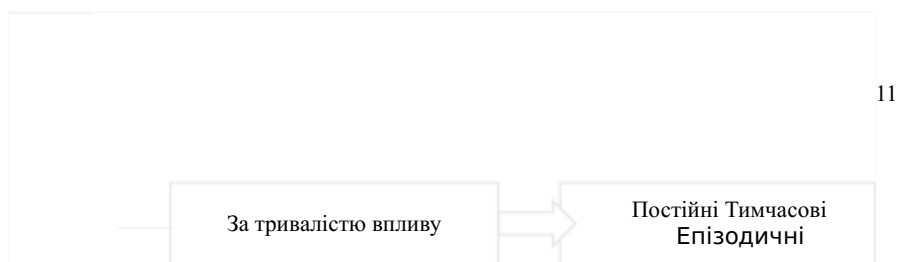 11
За тривалістю впливу
Постійні Тимчасові
Епізодичні